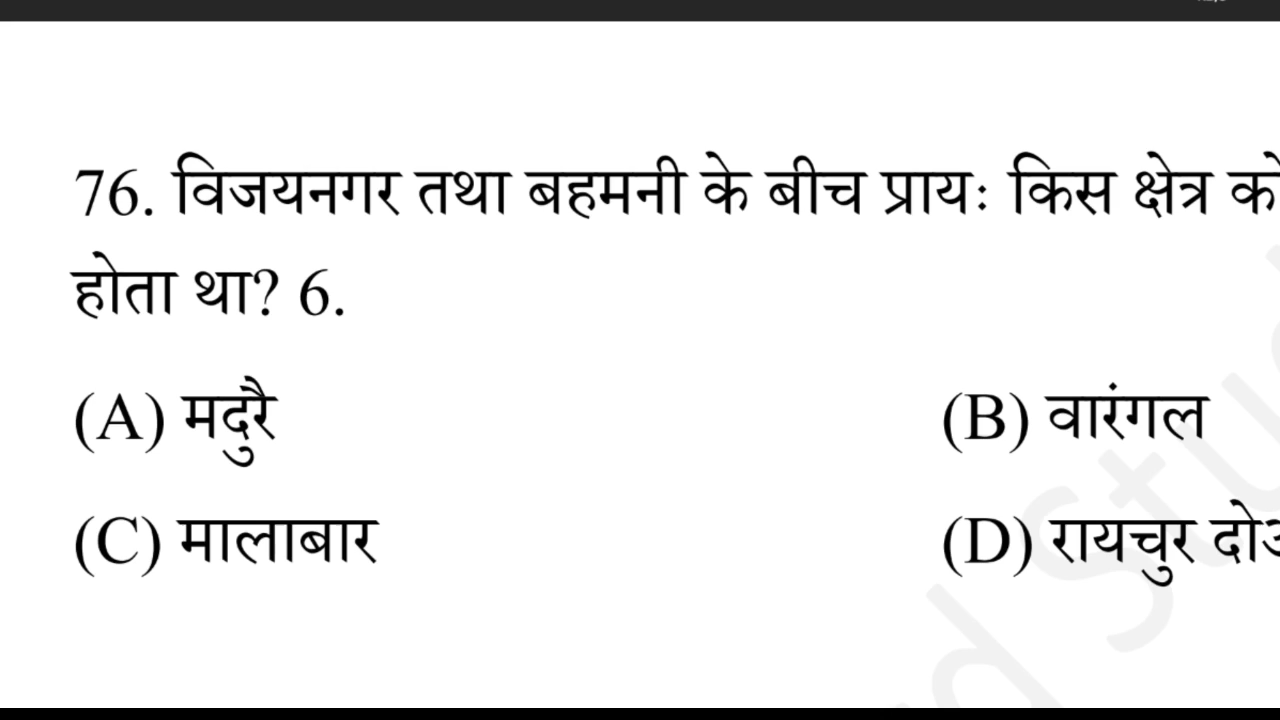 76. विजयनगर तथा बहमनी के बीच प्रायः किस क्षेत्र को
होता था? 6.
(A) मदुरै
(B) वारंगल
(C) मालाबार
(D) रायचुर